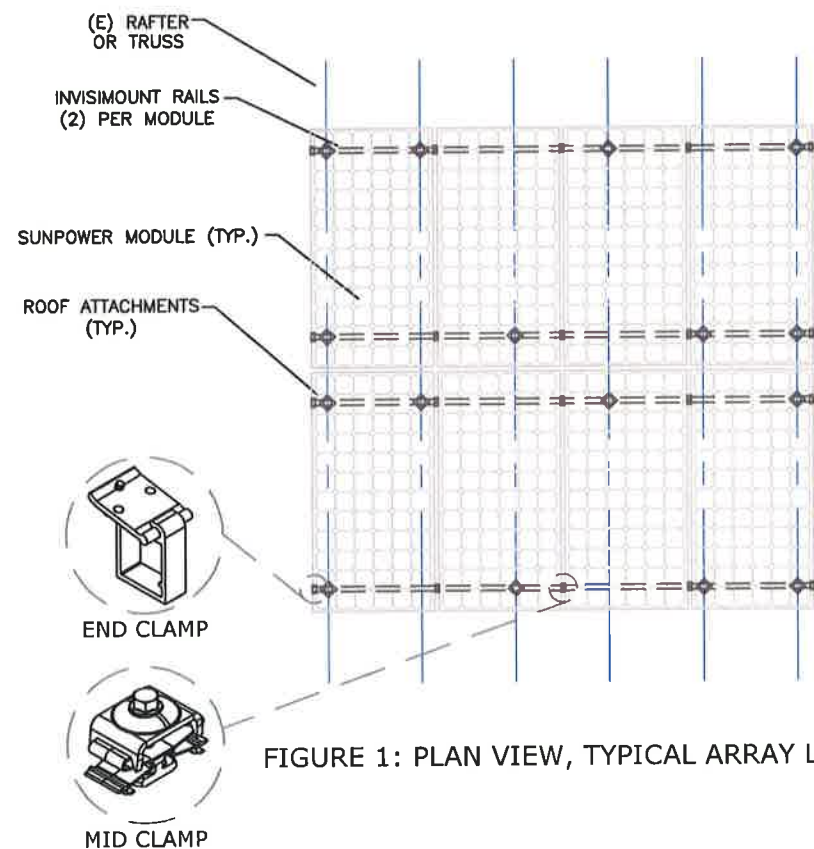 (E) RAFTER
OR TRUSS
INVISIMOUNT RAILS
(2) PER MODULE
SUNPOWER MODULE (TYP.)
ROOF ATTACHMENTS
(TYP.)
END CLAMP
MID CLAMP
FIGURE 1: PLAN VIEW, TYPICAL ARRAY L